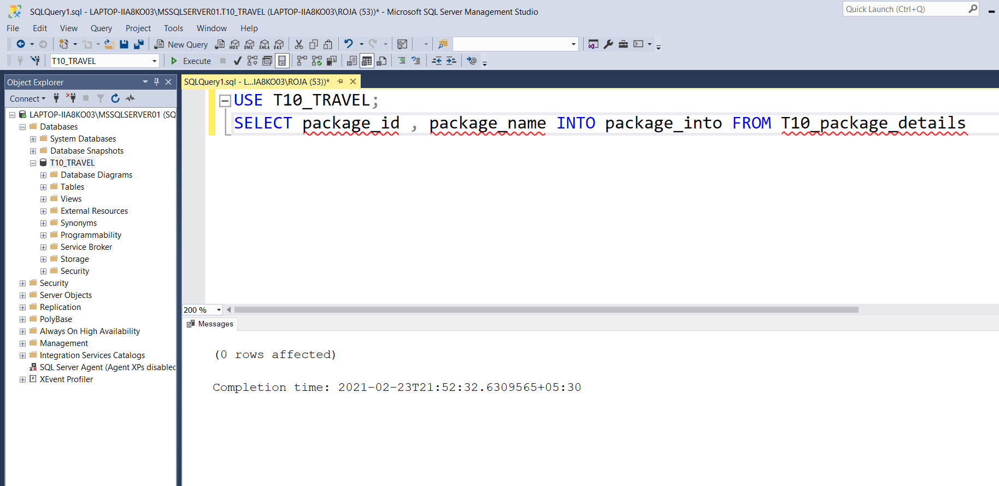 SQLQuery1.sql - LAPTOP-IIA8KO03\MSSQLSERVER01.T10_TRAVEL (LAPTOP-IIA8KO03\ROJA (53))* - Microsoft SQL Server Management Studio
Quick Launch (Ctrl+Q)
File Edit View Query Project Tools Window Help
New Query MDX DMX XMLA DAX
T10_TRAVEL Execute
Object Explorer
SQLQuery1.sql - L...IA8KO03\ROJA (53))*
Connect
USE T10_TRAVEL;
SELECT package_id , package_name INTO package_into FROM T10_package_details
LAPTOP-IIA8KO03\MSSQLSERVER01 (SQ
Databases
System Databases
Database Snapshots
T10_TRAVEL
Database Diagrams
Tables
Views
External Resources
Synonyms
Programmability
Service Broker
Storage
Security
Security
Server Objects
Replication
PolyBase
Always On High Availability
Management
Integration Services Catalogs
SQL Server Agent (Agent XPs disabled
XEvent Profiler
200 %
Messages
(0 rows affected)
Completion time: 2021-02-23T21:52:32.6309565+05:30